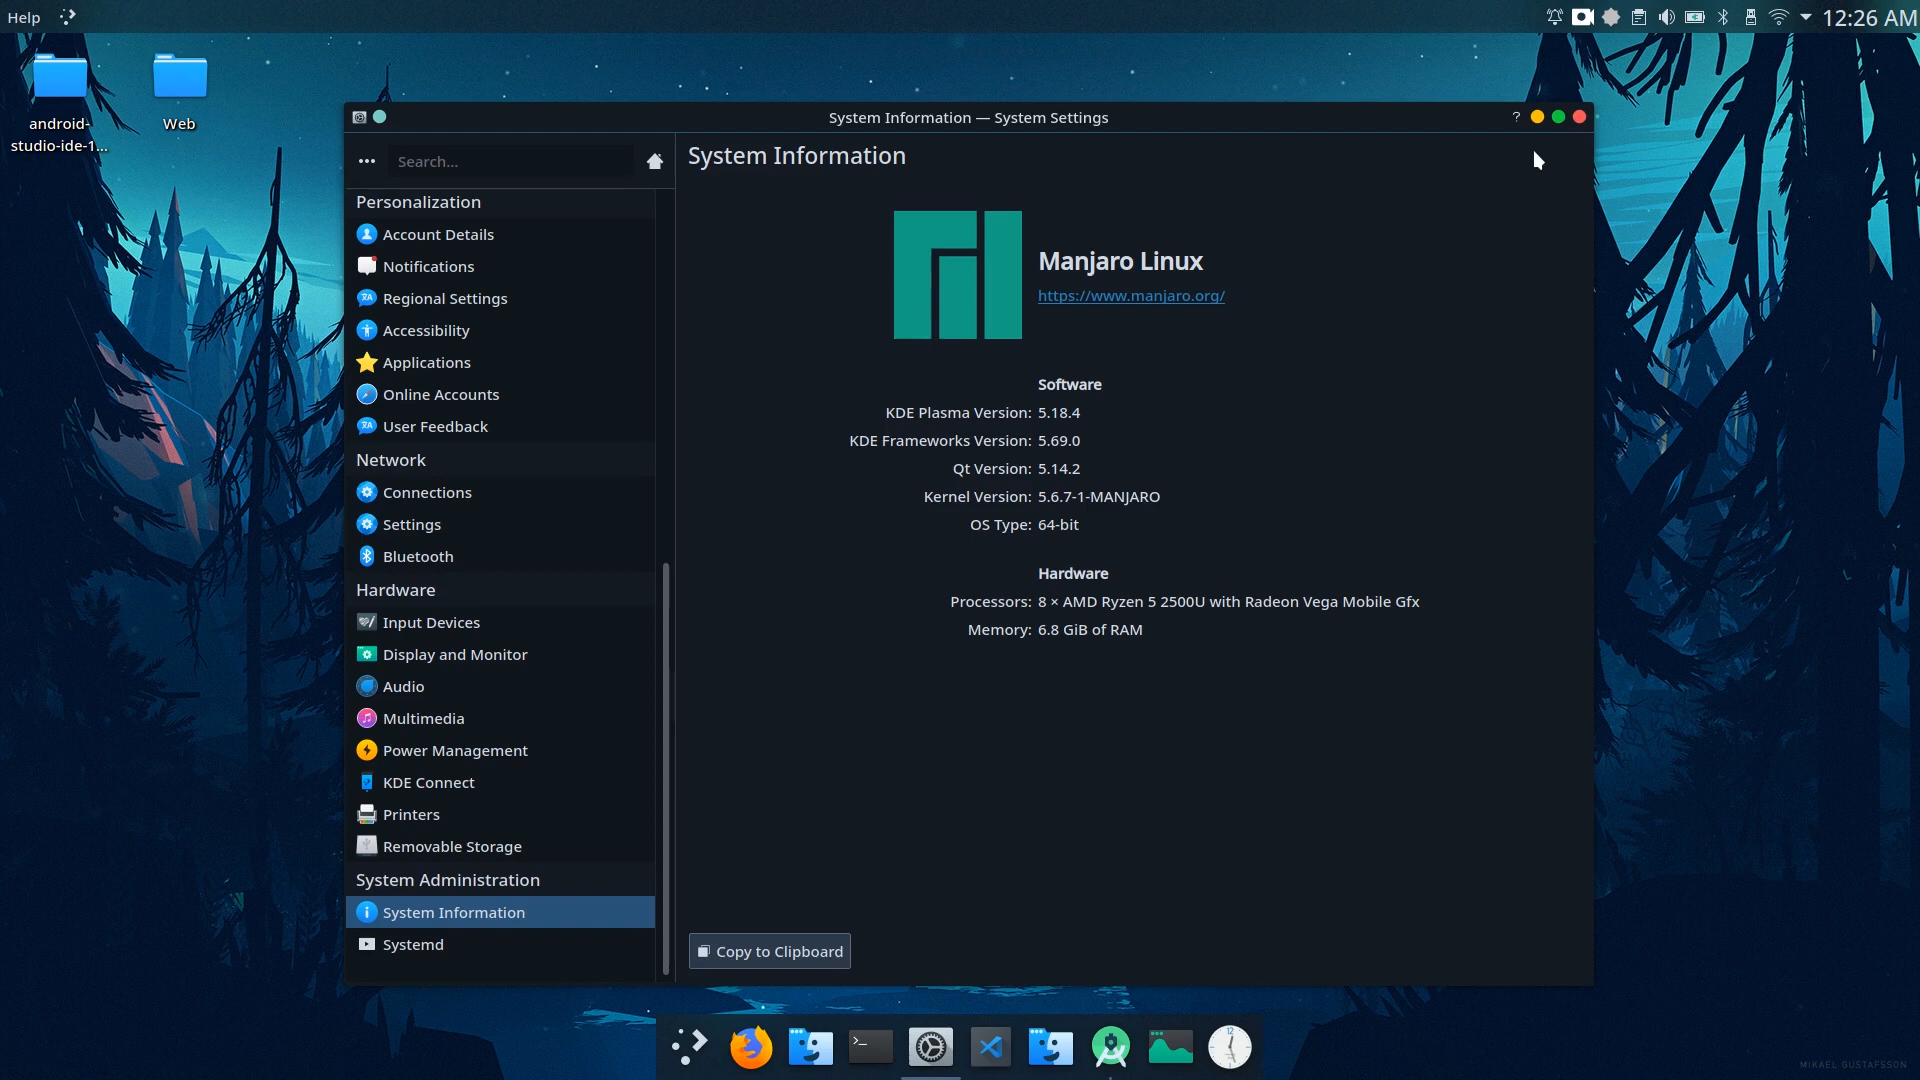 Help
12:26 AM
android-
studio-ide-1...
Web
System Information — System Settings
?
Search...
System Information
Personalization
Account Details
Notifications
Regional Settings
Accessibility
Applications
Online Accounts
User Feedback
Network
Connections
Settings
Bluetooth
Hardware
Input Devices
Display and Monitor
Audio
Multimedia
Power Management
KDE Connect
Printers
Removable Storage
System Administration
System Information
Systemd
Manjaro Linux
https://www.manjaro.org/
Software
KDE Plasma Version: 5.18.4
KDE Frameworks Version: 5.69.0
Qt Version: 5.14.2
Kernel Version: 5.6.7-1-MANJARO
OS Type: 64-bit
Hardware
Processors: 8 × AMD Ryzen 5 2500U with Radeon Vega Mobile Gfx
Memory: 6.8 GiB of RAM
Copy to Clipboard
>_
12
MIKAEL GUSTAFSSON